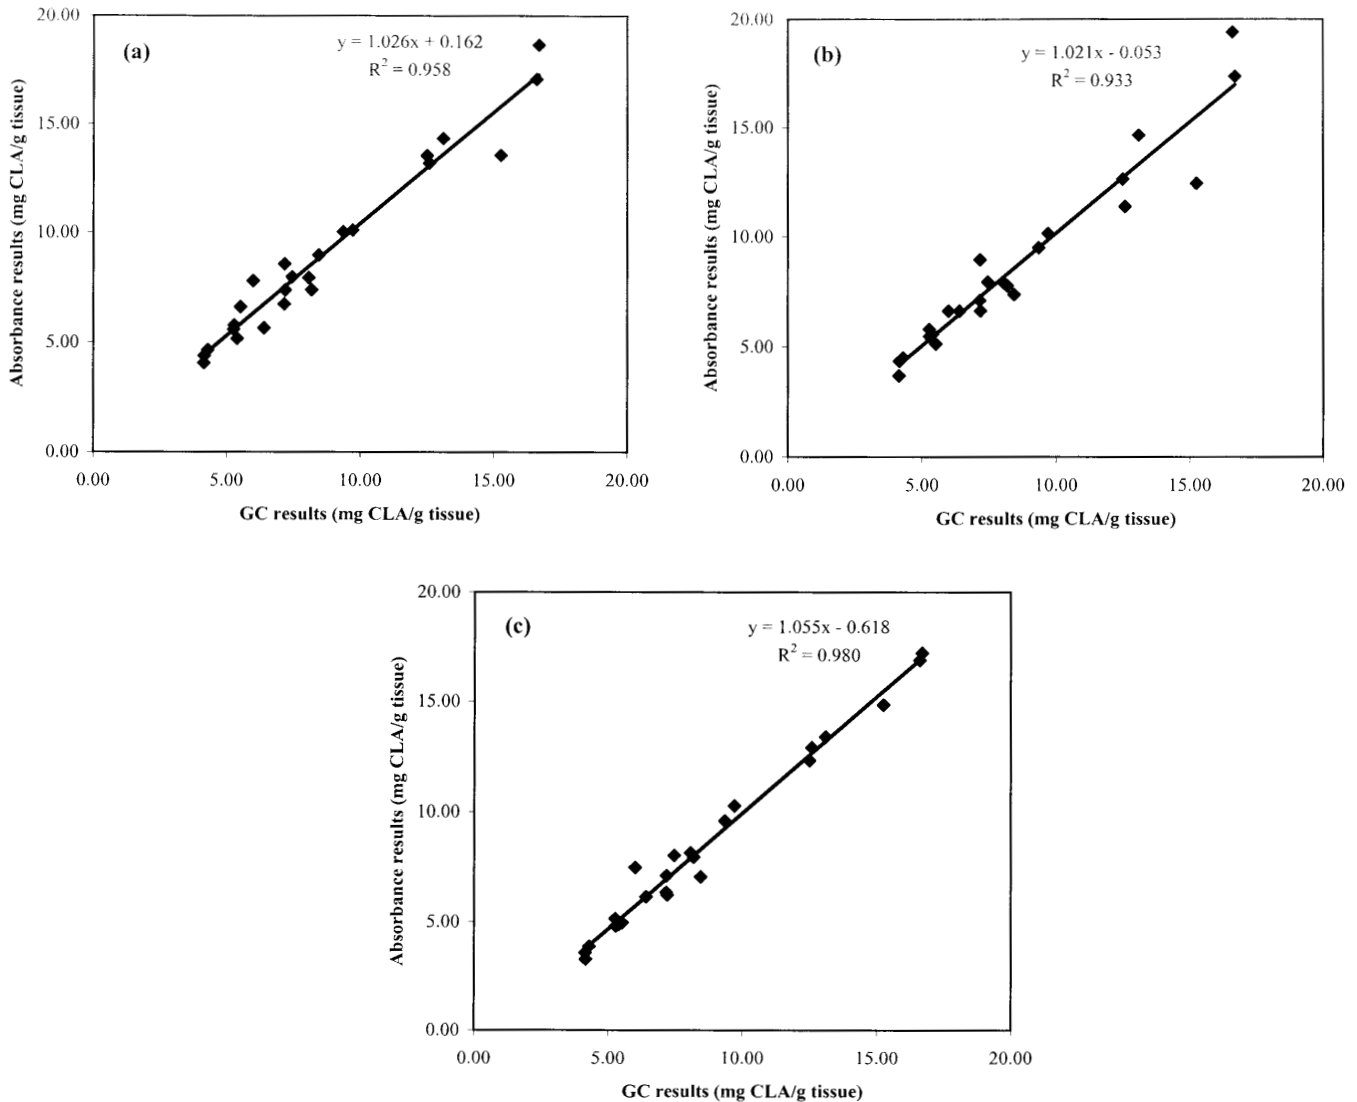 (a)
y = 1.026x + 0.162
R² = 0.958
20.00
15.00
10.00
5.00
0.00
0.00 5.00 10.00 15.00 20.00
Absorbance results (mg CLA/g tissue)
GC results (mg CLA/g tissue)
(b)
y = 1.021x - 0.053
R² = 0.933
20.00
15.00
10.00
5.00
0.00
0.00 5.00 10.00 15.00 20.00
Absorbance results (mg CLA/g tissue)
GC results (mg CLA/g tissue)
(c)
y = 1.055x - 0.618
R² = 0.980
20.00
15.00
10.00
5.00
0.00
0.00 5.00 10.00 15.00 20.00
Absorbance results (mg CLA/g tissue)
GC results (mg CLA/g tissue)